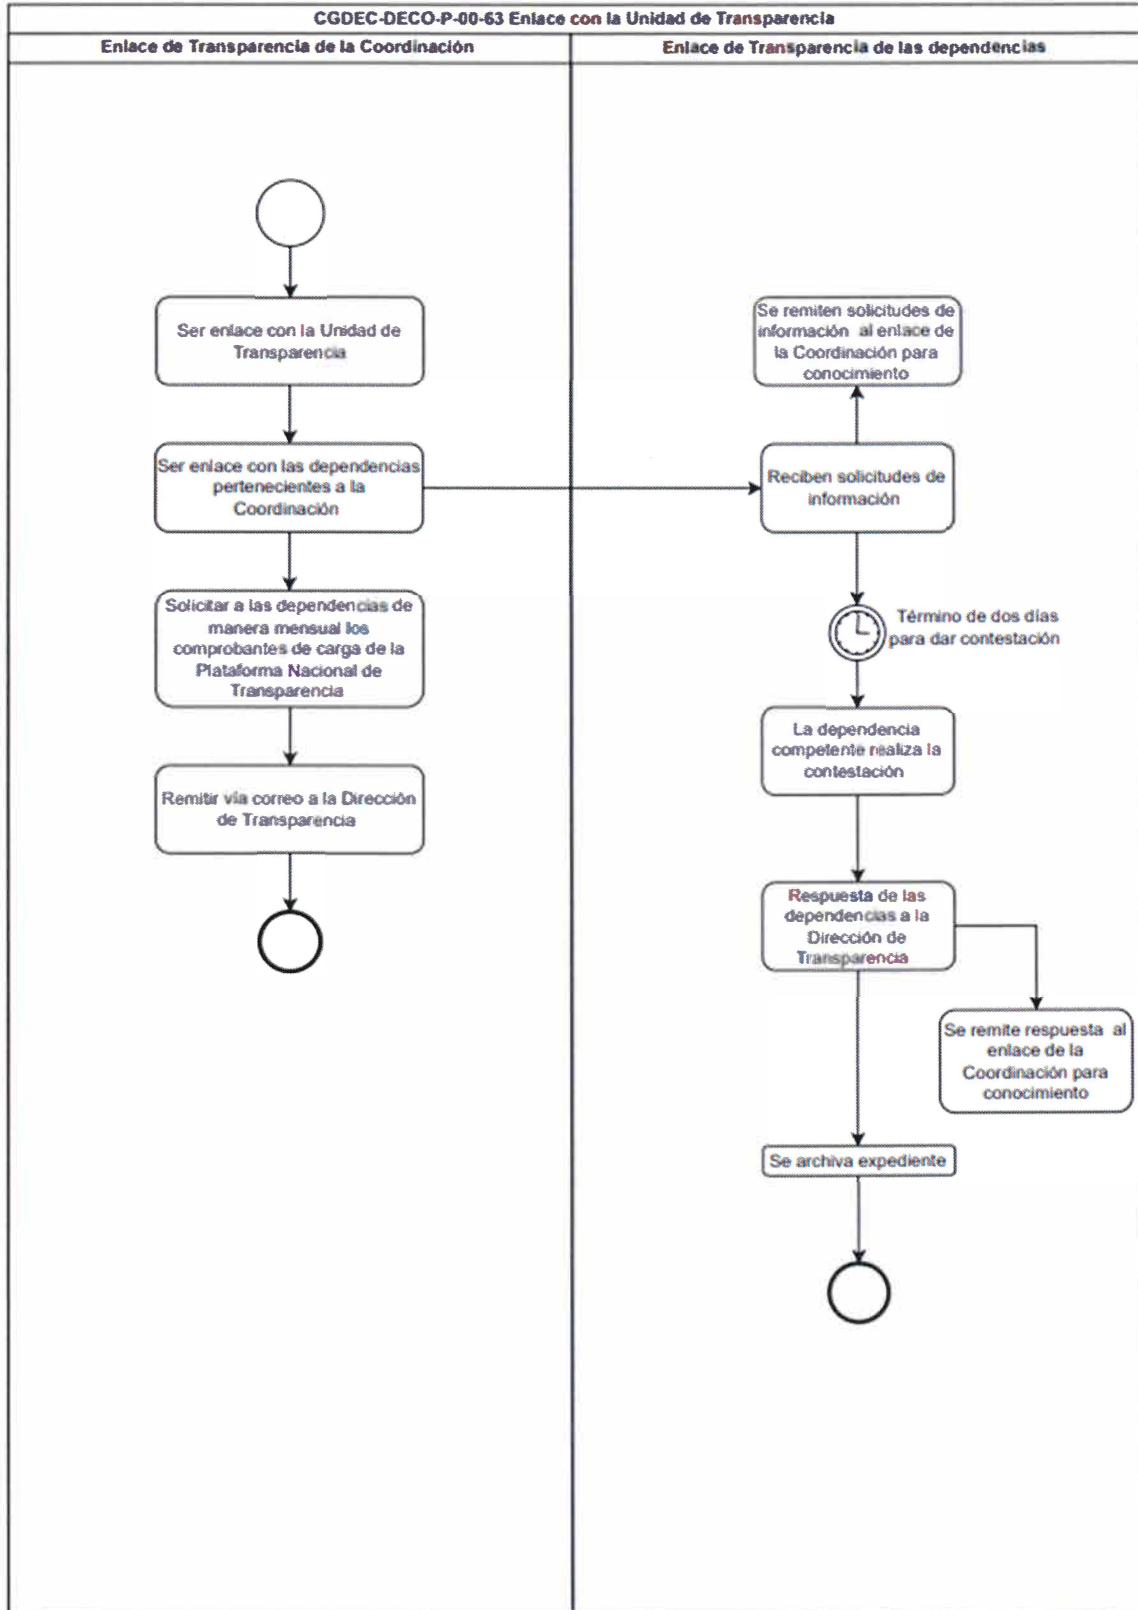 CGDEC-DECO-P-00-63 Enlace con la Unidad de Transparencia
Enlace de Transparencia de la Coordinación
Enlace de Transparencia de las dependencias
Ser enlace con la Unidad de
Transparencia
Ser enlace con las dependencias
pertenecientes a la
Coordinación
Solicitar a las dependencias de
manera mensual los
comprobantes de carga de la
Plataforma Nacional de
Transparencia
Remitir vía correo a la Dirección
de Transparencia
Se remiten solicitudes de
información al enlace de
la Coordinación para
conocimiento
Reciben solicitudes de
información
Término de dos días
para dar contestación
La dependencia
competente realiza la
contestación
Respuesta de las
dependencias a la
Dirección de
Transparencia
Se remite respuesta al
enlace de la
Coordinación para
conocimiento
Se archiva expediente